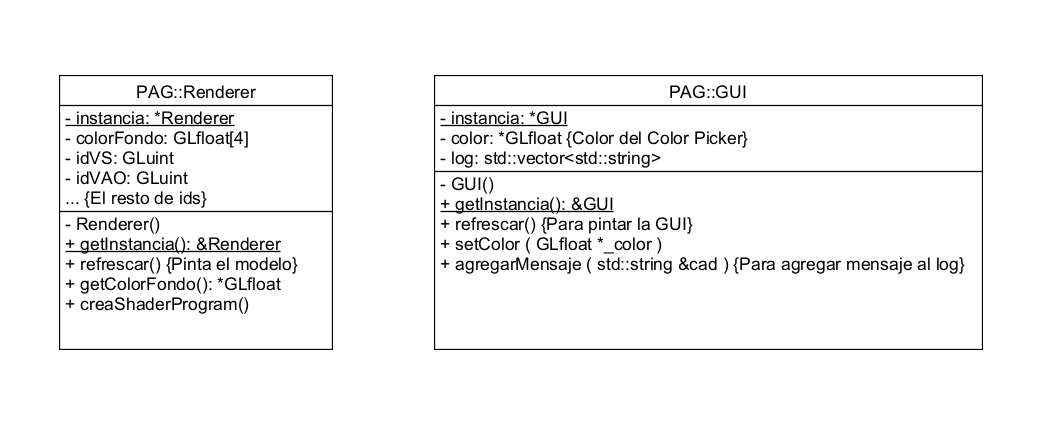 PAG::Renderer
- instancia: *Renderer
- colorFondo: GLfloat[4]
- idVS: GLuint
- idVAO: GLuint
... {El resto de ids}
- Renderer()
+ getInstancia(): &Renderer
+ refrescar() {Pinta el modelo}
+ getColorFondo(): *GLfloat
+ creaShaderProgram()
PAG::GUI
- instancia: *GUI
- color: *GLfloat {Color del Color Picker}
- log: std::vector<std::string>
- GUI()
+ getInstancia(): &GUI
+ refrescar() {Para pintar la GUI}
+ setColor ( GLfloat *_color )
+ agregarMensaje ( std::string &cad ) {Para agregar mensaje al log}